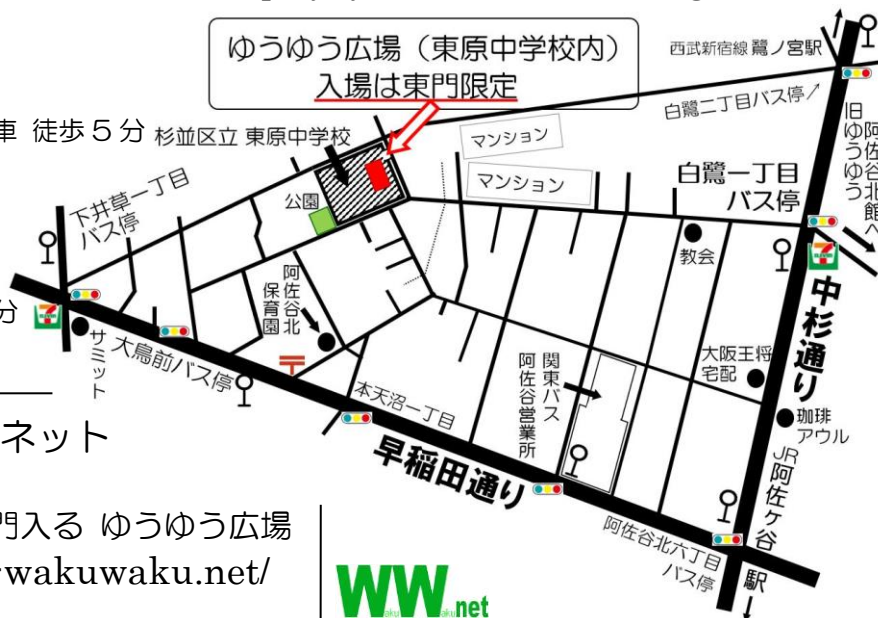 ゆうゆう広場（東原中学校内）
入場は東門限定
西武新宿線 鷺ノ宮駅
白鷺二丁目バス停
車 徒歩５分
杉並区立 東原中学校
マンション
マンション
旧ゆうゆう
阿佐谷北館へ
白鷺一丁目
バス停
下井草一丁目
バス停
公園
教会
阿佐谷北
保育園
分
サミット
大鳥前バス停
中杉通り
大阪王将
宅配
関東バス
阿佐谷営業所
珈琲
アウル
本天沼一丁目
早稲田通り
ネット
JR阿佐ヶ谷駅
門入る ゆうゆう広場
wakuwaku.net/
阿佐谷北六丁目
バス停
WW.net